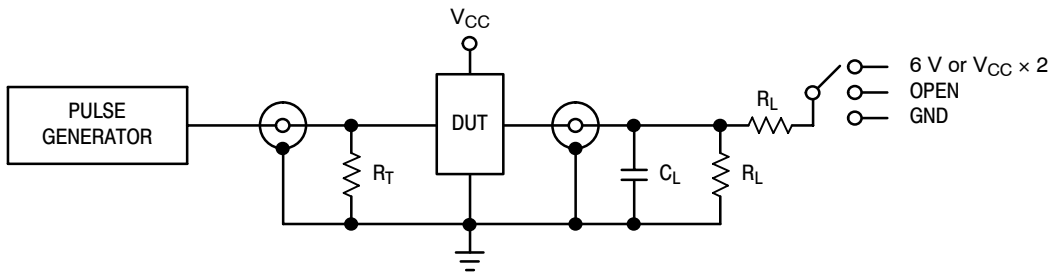 V_CC
6 V or V_CC × 2
OPEN
GND
PULSE
GENERATOR
DUT
R_L
R_T
C_L
R_L